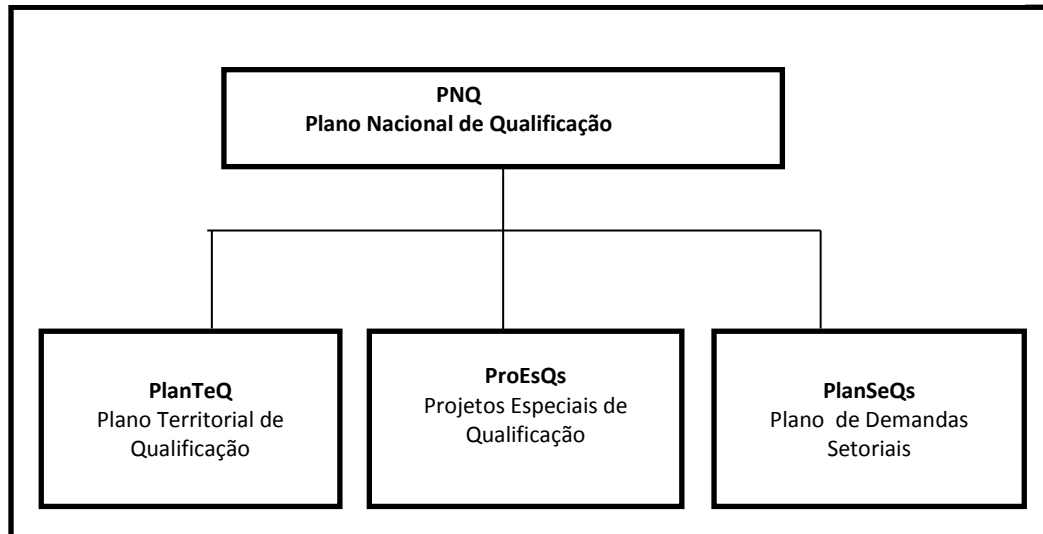 PNQ
Plano Nacional de Qualificação
PlanTeQ
Plano Territorial de
Qualificação
ProEsQs
Projetos Especiais de
Qualificação
PlanSeQs
Plano  de Demandas
Setoriais